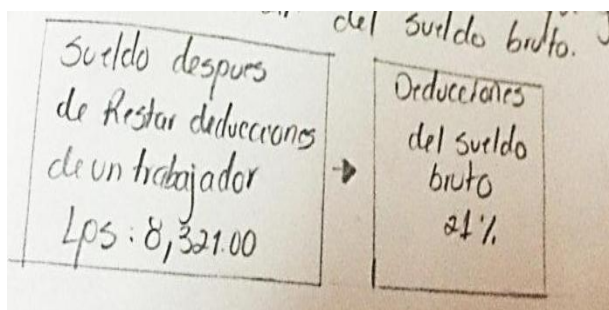 del sueldo bruto.
Sueldo despues
de Restar deducciones
de un trabajador
Lps: 8,321.00
Deducciones
del sueldo
bruto
21%